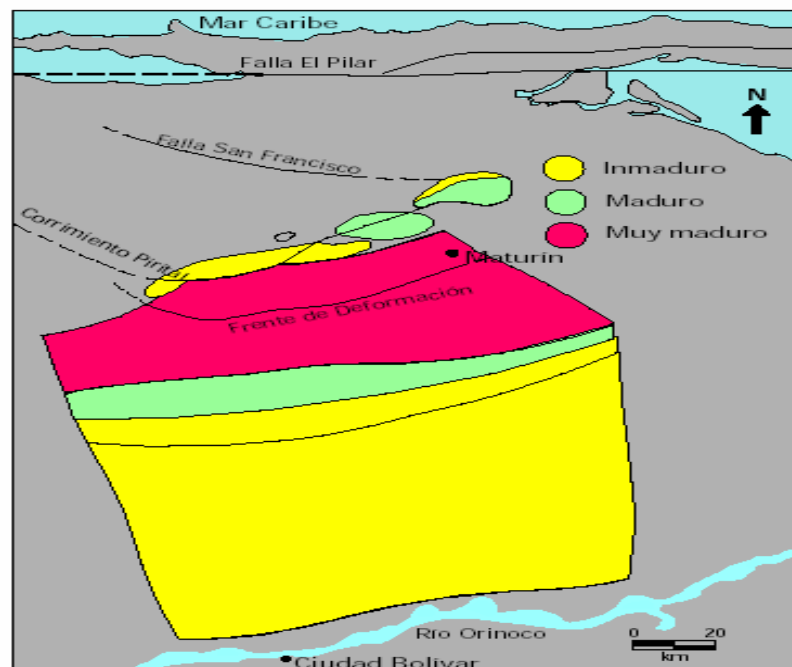 Mar Caribe
Falla El Pilar
N
Falla San Francisco
Inmaduro
Maduro
Muy maduro
Corrimiento Pirital
Maturín
Frente de Deformación
Río Orinoco
0 20
km
Ciudad Bolívar